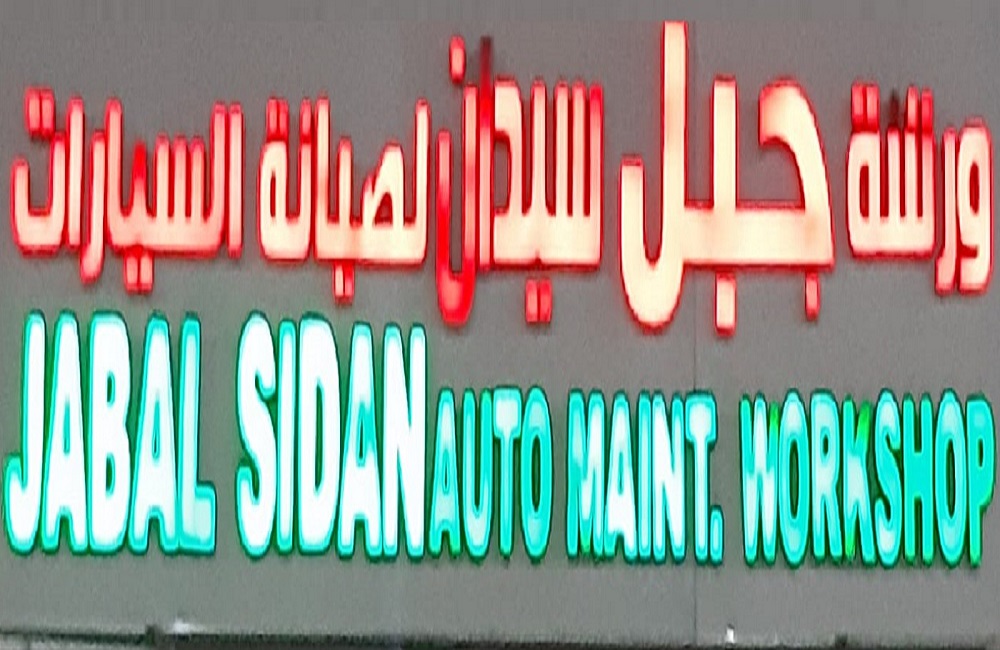 ورشة جبل سيدان لصيانة السيارات
JABAL SIDAN AUTO MAINT. WORKSHOP